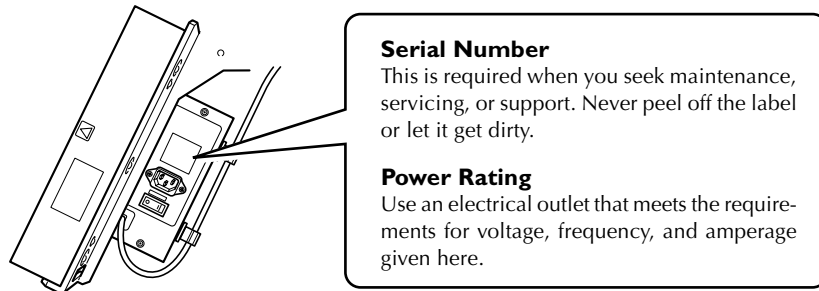 Serial Number
This is required when you seek maintenance,
servicing, or support. Never peel off the label
or let it get dirty.
Power Rating
Use an electrical outlet that meets the require-
ments for voltage, frequency, and amperage
given here.